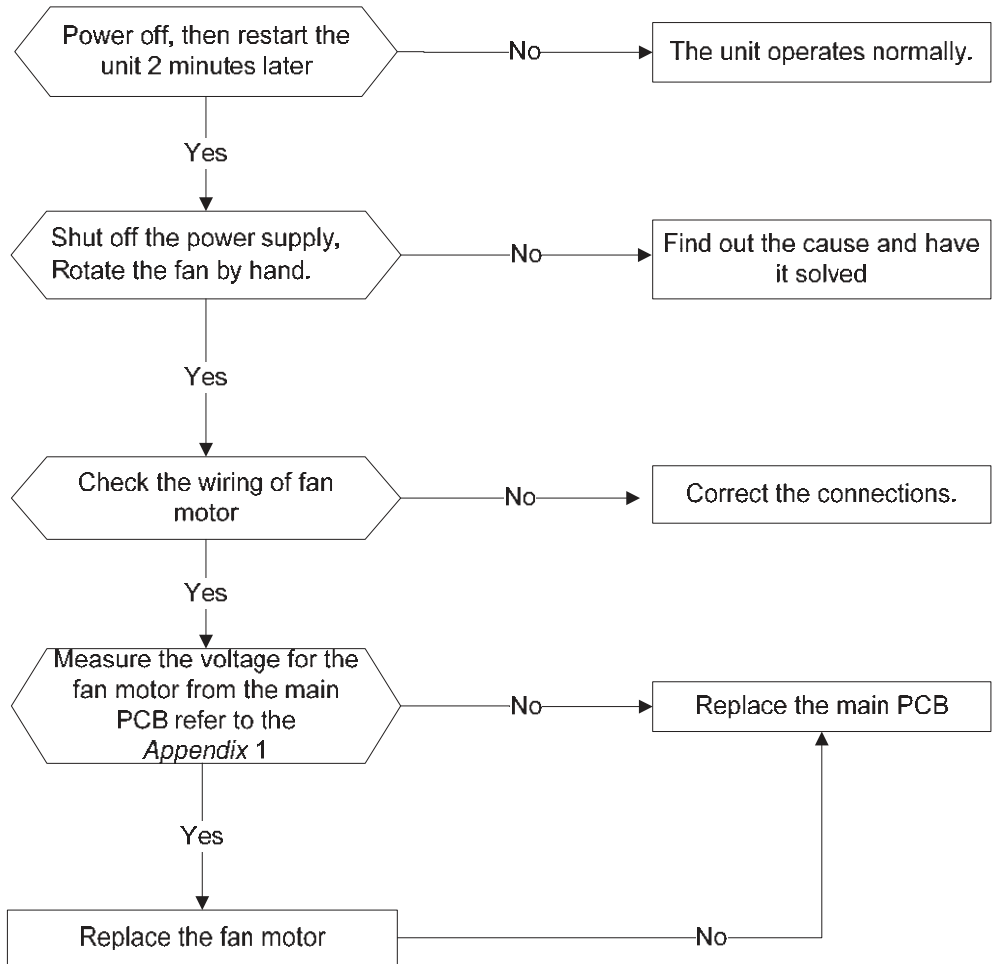 Power off, then restart the
unit 2 minutes later
No
The unit operates normally.
Yes
Shut off the power supply,
Rotate the fan by hand.
No
Find out the cause and have
it solved
Yes
Check the wiring of fan
motor
No
Correct the connections.
Yes
Measure the voltage for the
fan motor from the main
PCB refer to the
Appendix 1
No
Replace the main PCB
Yes
Replace the fan motor
No